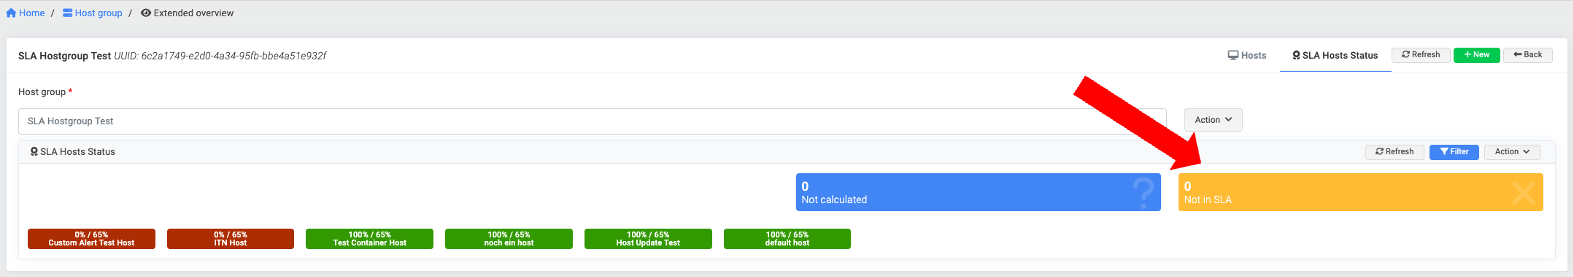 Home / Host group / Extended overview
SLA Hostgroup Test UUID: 6c2a1749-e2d0-4a34-95fb-bbe4a51e932f
Hosts
SLA Hosts Status
Refresh
+ New
Back
Host group *
SLA Hostgroup Test
Action
SLA Hosts Status
Refresh
Filter
Action
0
Not calculated
?
0
Not in SLA
0% / 65%
Custom Alert Test Host
0% / 65%
ITN Host
100% / 65%
Test Container Host
100% / 65%
noch ein host
100% / 65%
Host Update Test
100% / 65%
default host